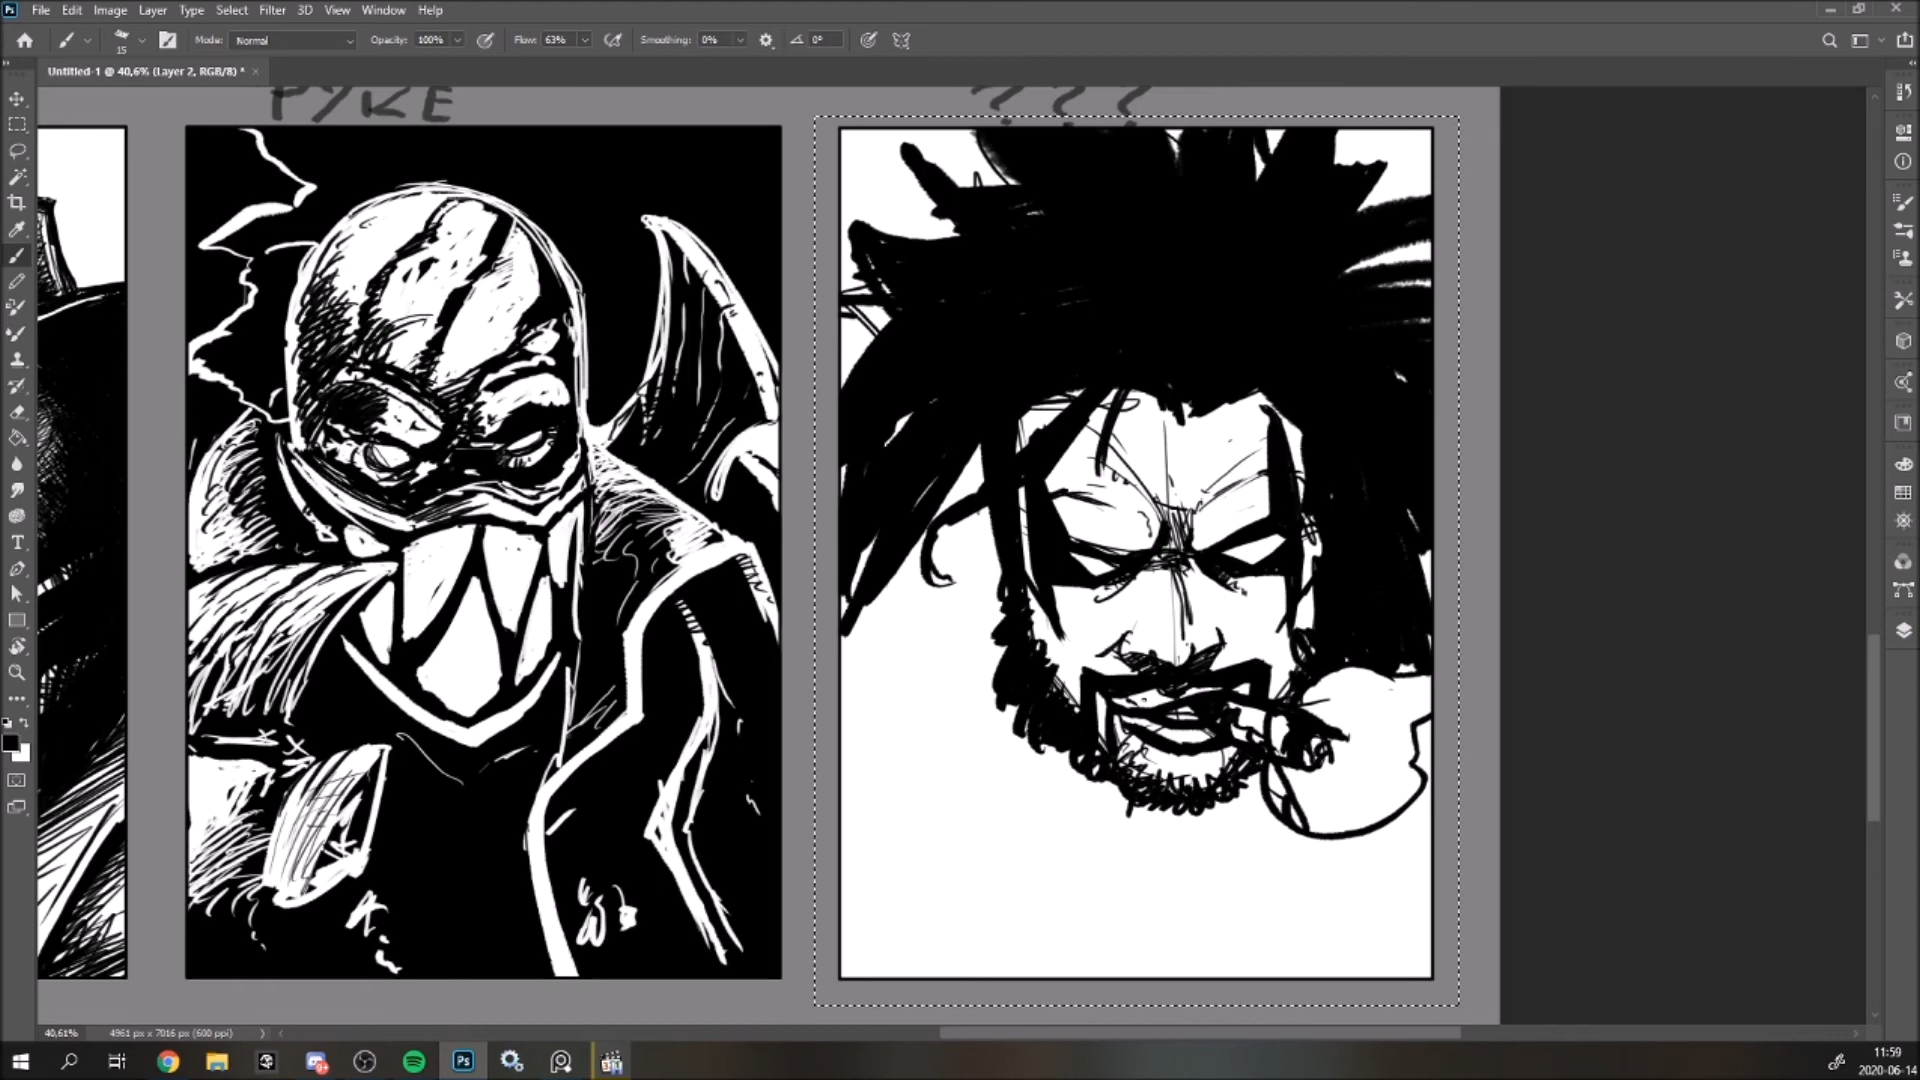 File Edit Image Layer Type Select Filter 3D View Window Help
15 Mode: Normal Opacity: 100% Flow: 63% Smoothing: 0% 0°
Untitled-1 @ 40,6% (Layer 2, RGB/8) * ×
PYKE ???
40,61% 4961 px x 7016 px (600 ppi)
11:59
2020-06-14